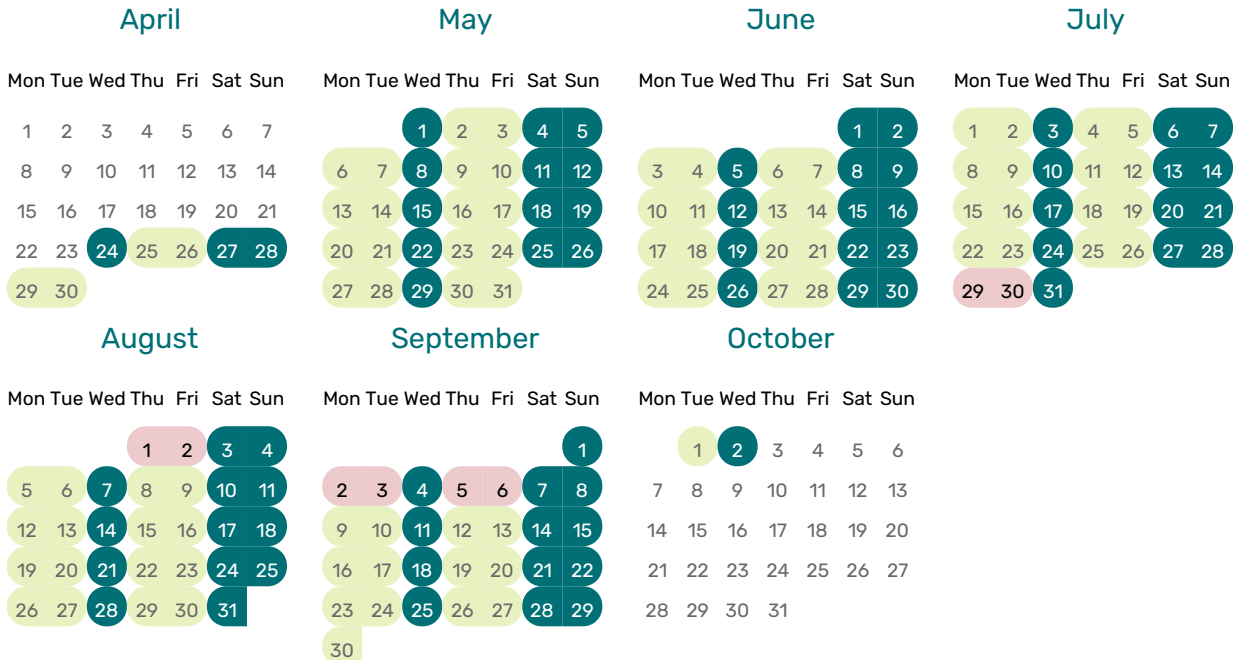 April May June July
Mon Tue Wed Thu Fri Sat Sun Mon Tue Wed Thu Fri Sat Sun Mon Tue Wed Thu Fri Sat Sun Mon Tue Wed Thu Fri Sat Sun
1 2 3 4 5 6 7 1 2 3 4 5 1 2 1 2 3 4 5 6 7
8 9 10 11 12 13 14 6 7 8 9 10 11 12 3 4 5 6 7 8 9 8 9 10 11 12 13 14
15 16 17 18 19 20 21 13 14 15 16 17 18 19 10 11 12 13 14 15 16 15 16 17 18 19 20 21
22 23 24 25 26 27 28 20 21 22 23 24 25 26 17 18 19 20 21 22 23 22 23 24 25 26 27 28
29 30 27 28 29 30 31 24 25 26 27 28 29 30 29 30 31
August September October
Mon Tue Wed Thu Fri Sat Sun Mon Tue Wed Thu Fri Sat Sun Mon Tue Wed Thu Fri Sat Sun
1 2 3 4 1 1 2 3 4 5 6
5 6 7 8 9 10 11 2 3 4 5 6 7 8 7 8 9 10 11 12 13
12 13 14 15 16 17 18 9 10 11 12 13 14 15 14 15 16 17 18 19 20
19 20 21 22 23 24 25 16 17 18 19 20 21 22 21 22 23 24 25 26 27
26 27 28 29 30 31 23 24 25 26 27 28 29 28 29 30 31
30